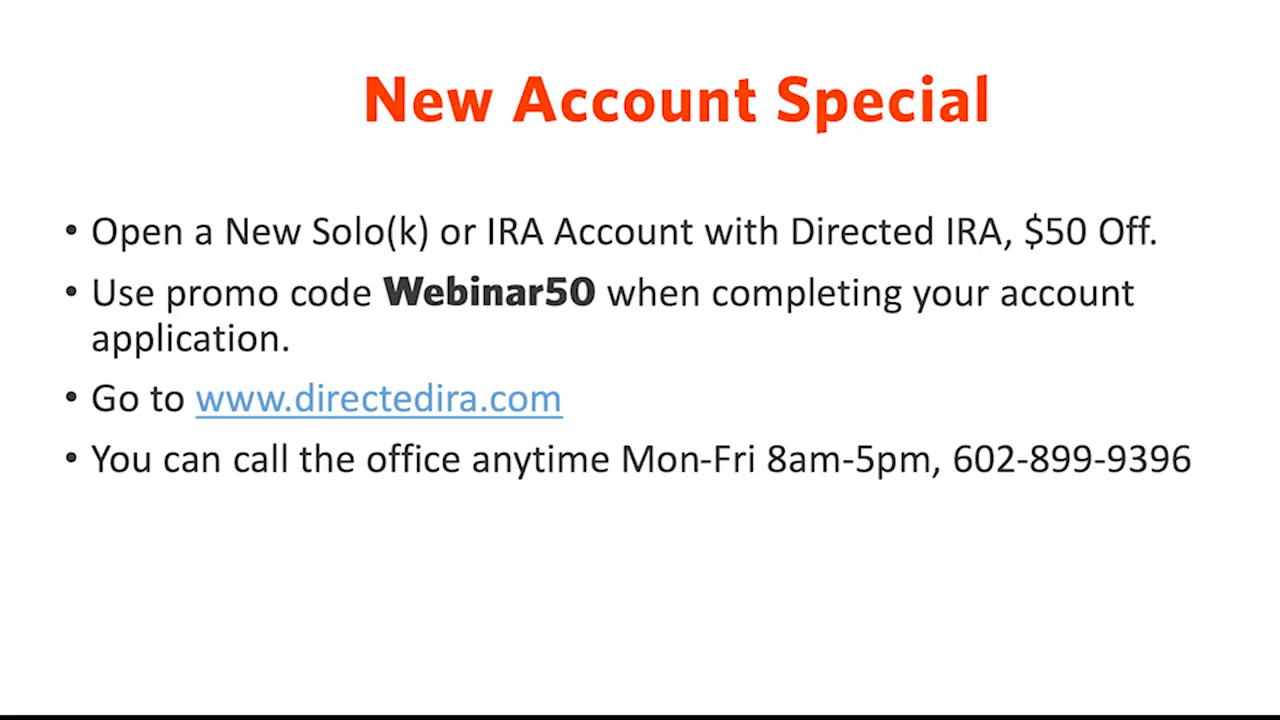 New Account Special
• Open a New Solo(k) or IRA Account with Directed IRA, $50 Off.
• Use promo code Webinar50 when completing your account
application.
• Go to www.directedira.com
• You can call the office anytime Mon-Fri 8am-5pm, 602-899-9396